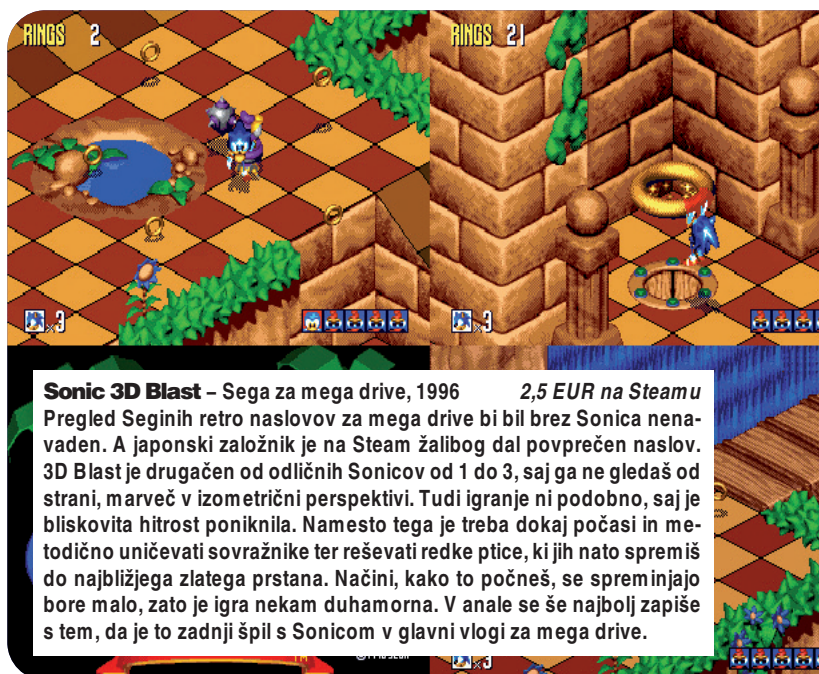 RINGS 2
RINGS 21
×3
×3
Sonic 3D Blast – Sega za mega drive, 1996 2,5 EUR na Steamu
Pregled Seginih retro naslovov za mega drive bi bil brez Sonica nena-
vaden. A japonski založnik je na Steam žalibog dal povprečen naslov.
3D Blast je drugačen od odličnih Sonicov od 1 do 3, saj ga ne gledaš od
strani, marveč v izometrični perspektivi. Tudi igranje ni podobno, saj je
bliskovita hitrost poniknila. Namesto tega je treba dokaj počasi in me-
todično uničevati sovražnike ter reševati redke ptice, ki jih nato spremiš
do najbližjega zlatega prstana. Načini, kako to počneš, se spreminjajo
bore malo, zato je igra nekam duhamorna. V anale se še najbolj zapiše
s tem, da je to zadnji špil s Sonicom v glavni vlogi za mega drive.
×3